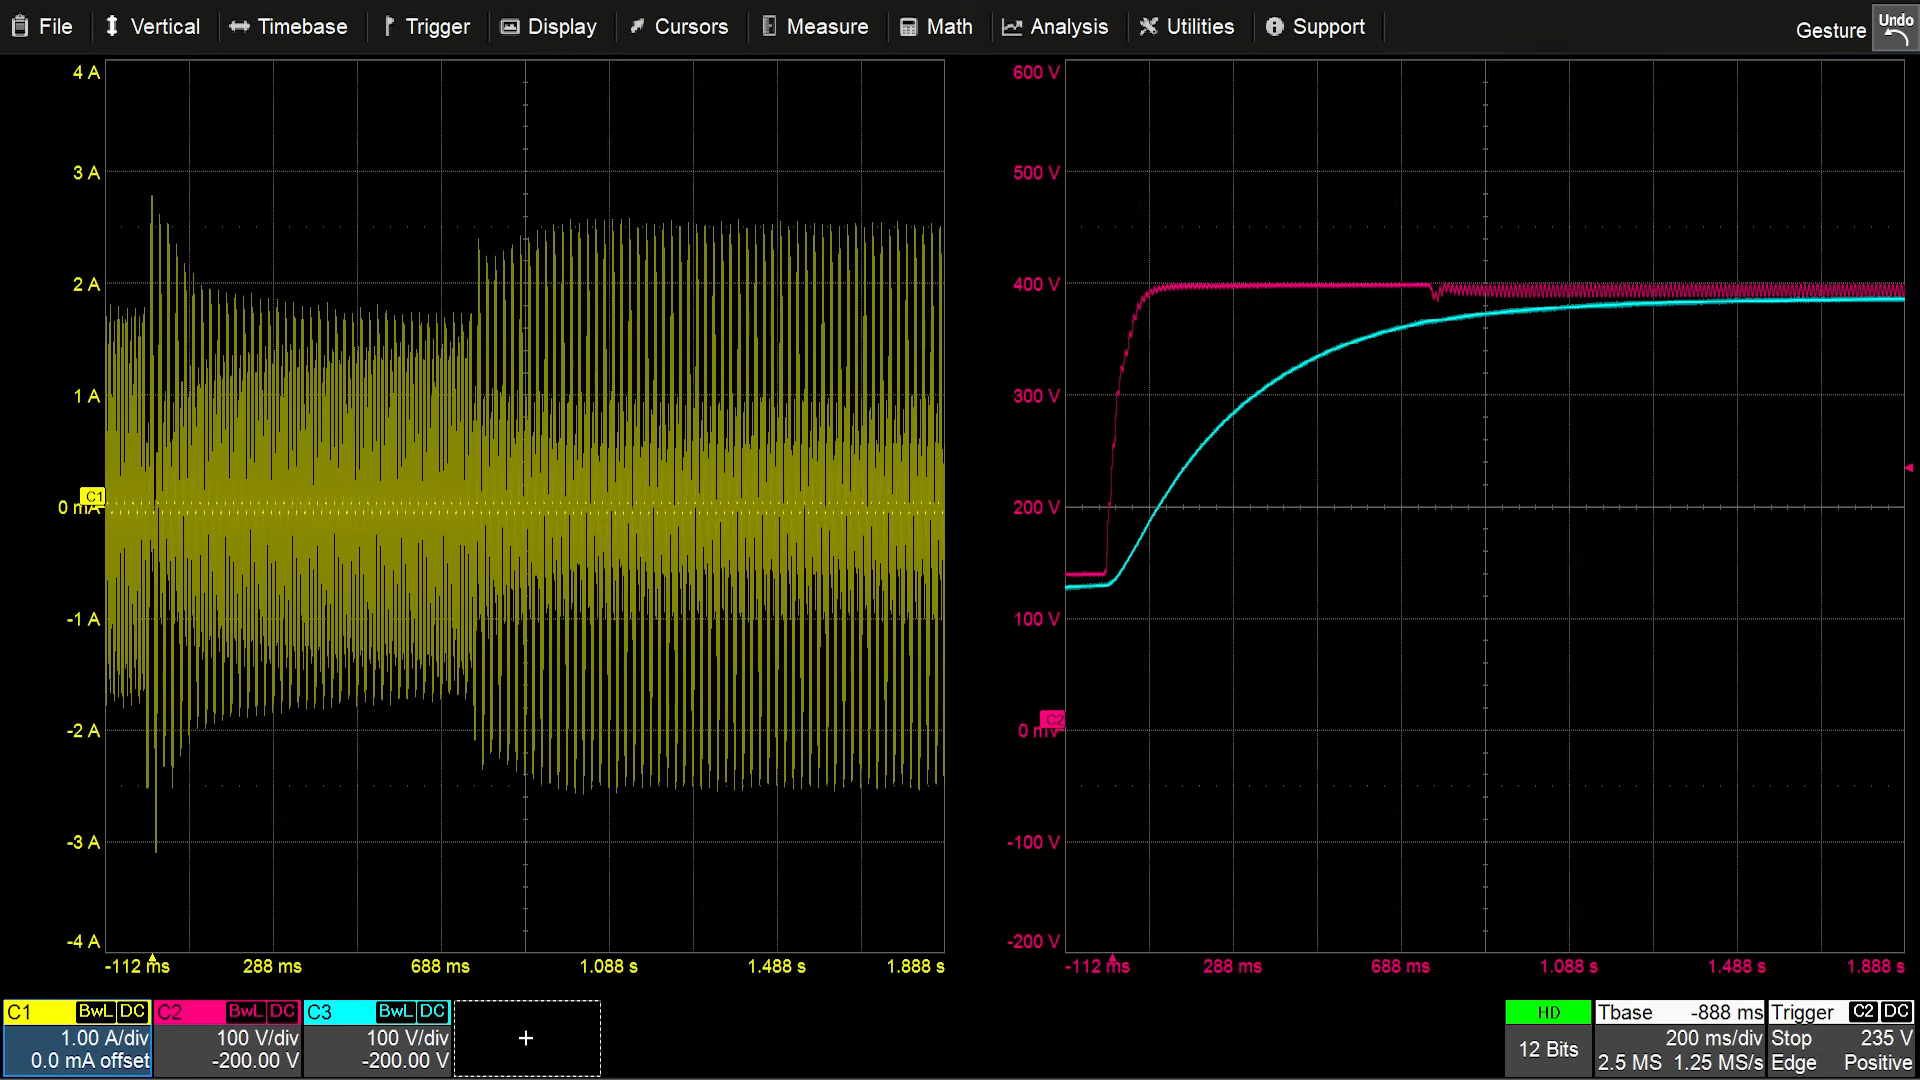 File Vertical Timebase Trigger Display Cursors Measure Math Analysis Utilities Support Gesture Undo
4 A
3 A
2 A
1 A
C1
0 mA
-1 A
-2 A
-3 A
-4 A
-112 ms 288 ms 688 ms 1.088 s 1.488 s 1.888 s
600 V
500 V
400 V
300 V
200 V
100 V
C2
0 mV
-100 V
-200 V
-112 ms 288 ms 688 ms 1.088 s 1.488 s 1.888 s
C1 BwL DC
1.00 A/div
0.0 mA offset
C2 BwL DC
100 V/div
-200.00 V
C3 BwL DC
100 V/div
-200.00 V
+
HD
12 Bits
Tbase -888 ms
200 ms/div
2.5 MS 1.25 MS/s
Trigger C2 DC
Stop 235 V
Edge Positive